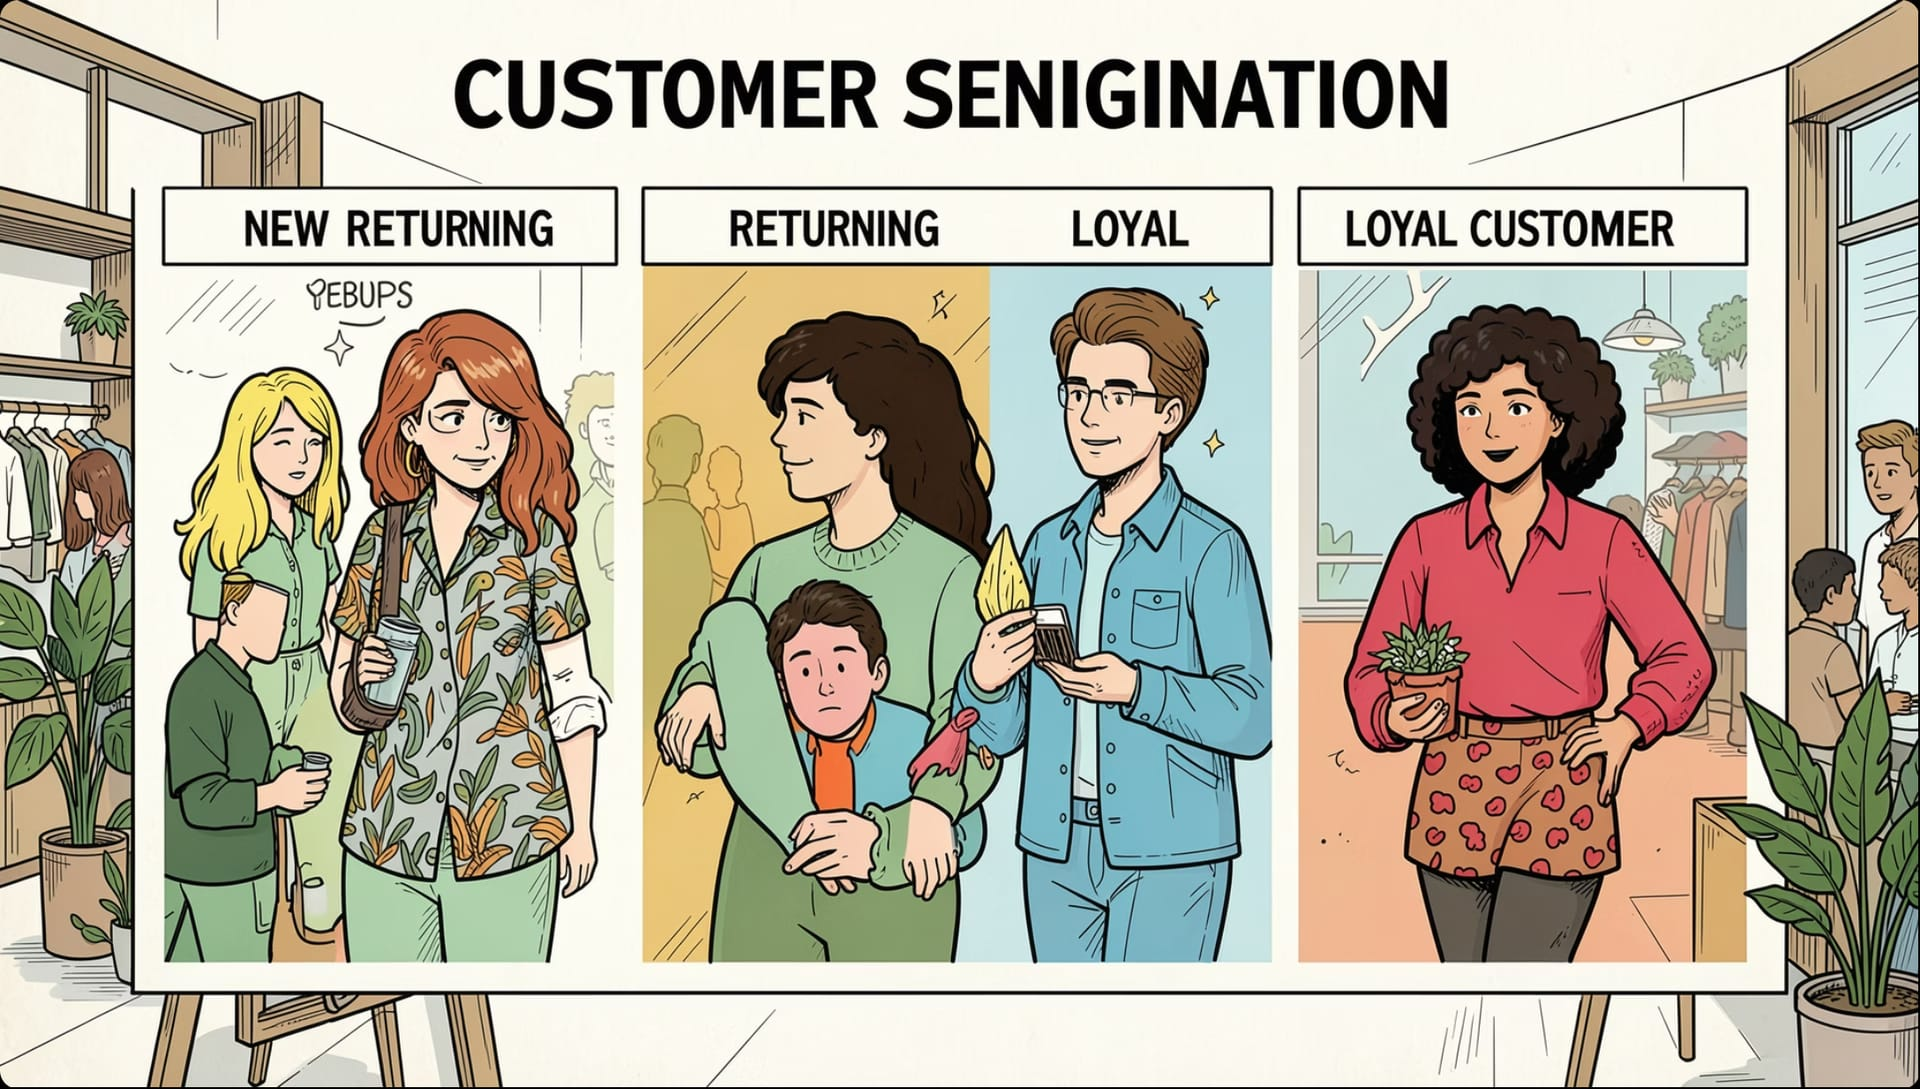 CUSTOMER SENIGINATION
NEW RETURNING
RETURNING LOYAL
LOYAL CUSTOMER
YEBUPS